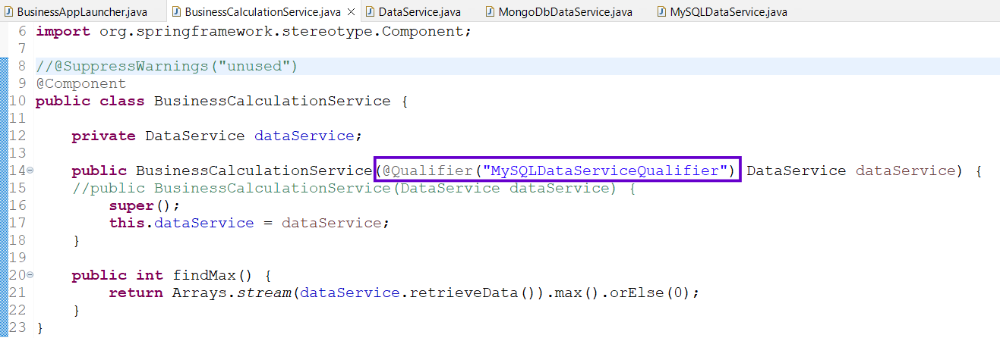 BusinessAppLauncher.java BusinessCalculationService.java DataService.java MongoDbDataService.java MySQLDataService.java
6 import org.springframework.stereotype.Component;
7
8 //@SuppressWarnings("unused")
9 @Component
10 public class BusinessCalculationService {
11
12     private DataService dataService;
13
14     public BusinessCalculationService(@Qualifier("MySQLDataServiceQualifier") DataService dataService) {
15     //public BusinessCalculationService(DataService dataService) {
16         super();
17         this.dataService = dataService;
18     }
19
20     public int findMax() {
21         return Arrays.stream(dataService.retrieveData()).max().orElse(0);
22     }
23 }